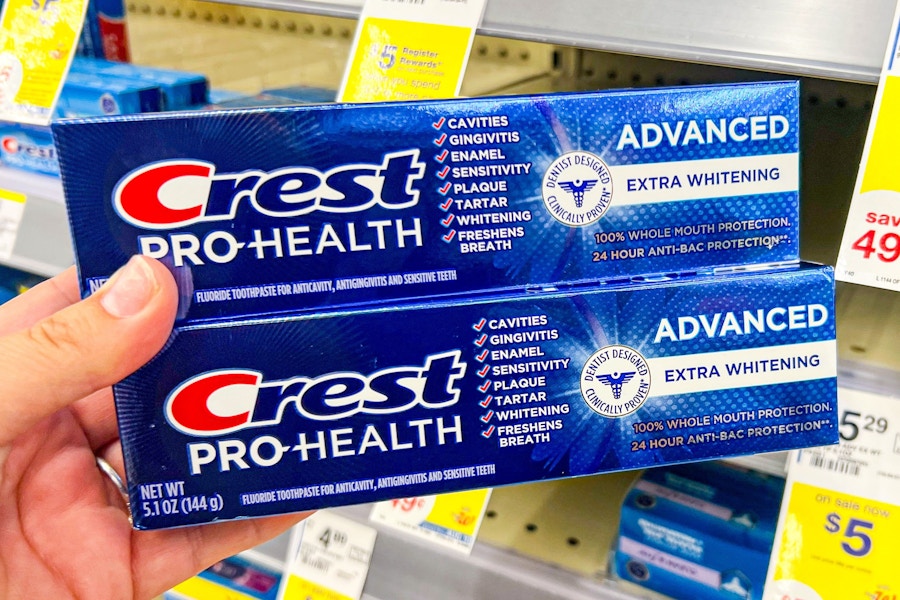 $5 Register
Rewards
Crest
PRO-HEALTH
CAVITIES
GINGIVITIS
ENAMEL
SENSITIVITY
PLAQUE
TARTAR
WHITENING
FRESHENS
BREATH
DENTIST DESIGNED
CLINICALLY PROVEN
ADVANCED
EXTRA WHITENING
100% WHOLE MOUTH PROTECTION.
24 HOUR ANTI-BAC PROTECTION**.
FLUORIDE TOOTHPASTE FOR ANTICAVITY, ANTIGINGIVITIS AND SENSITIVE TEETH
Crest
PRO-HEALTH
NET WT
5.1 OZ (144 g)
CAVITIES
GINGIVITIS
ENAMEL
SENSITIVITY
PLAQUE
TARTAR
WHITENING
FRESHENS
BREATH
DENTIST DESIGNED
CLINICALLY PROVEN
ADVANCED
EXTRA WHITENING
100% WHOLE MOUTH PROTECTION.
24 HOUR ANTI-BAC PROTECTION**.
FLUORIDE TOOTHPASTE FOR ANTICAVITY, ANTIGINGIVITIS AND SENSITIVE TEETH
Crest
49
5 29
on sale now
$5